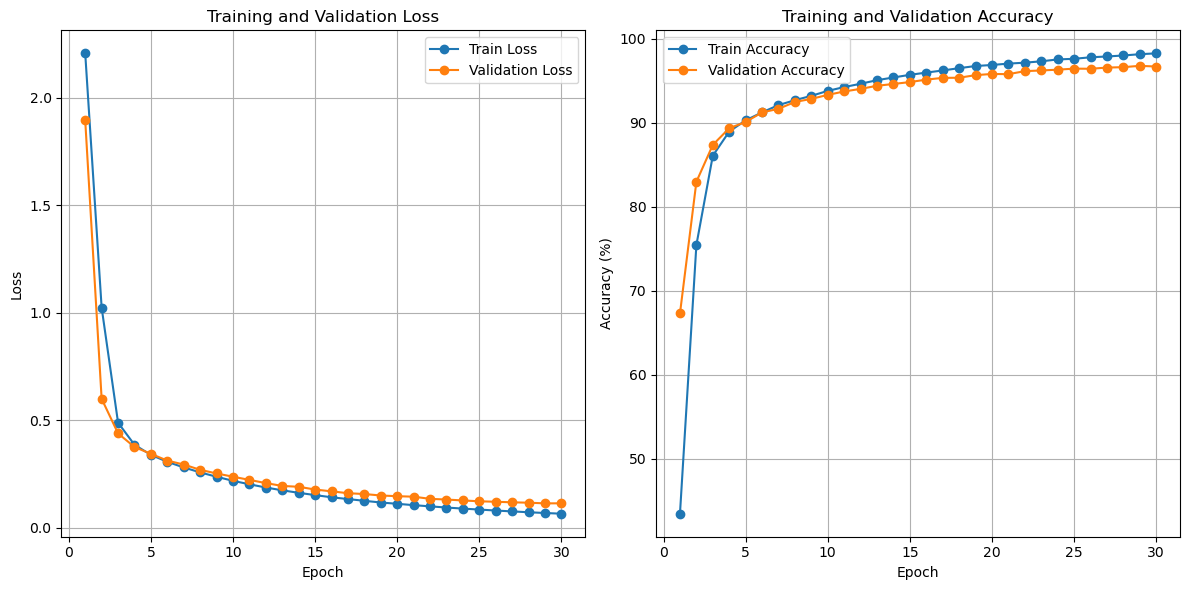 Training and Validation Loss
Train Loss
Validation Loss
Loss
2.0
1.5
1.0
0.5
0.0
0 5 10 15 20 25 30
Epoch
Training and Validation Accuracy
Train Accuracy
Validation Accuracy
Accuracy (%)
100
90
80
70
60
50
0 5 10 15 20 25 30
Epoch